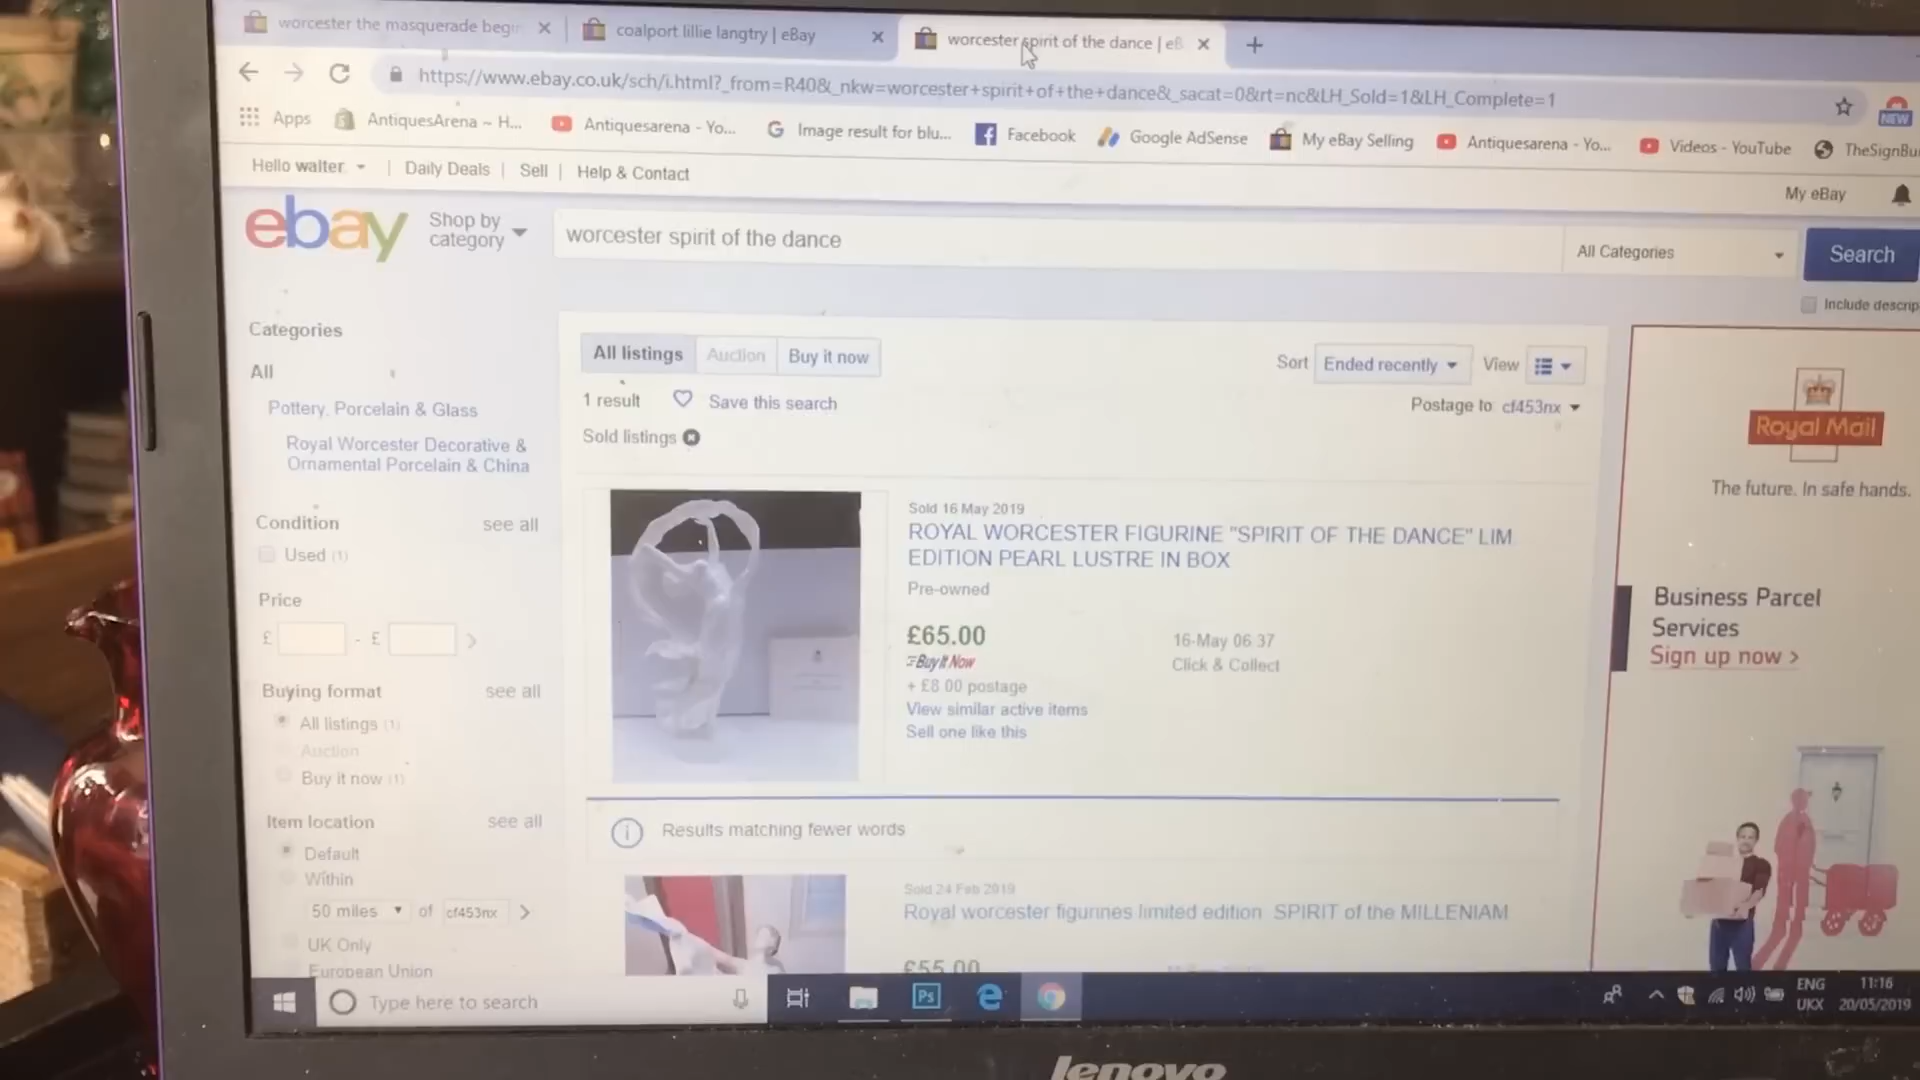 worcester the masquerade begi
coalport lillie langtry | eBay
worcester spirit of the dance | eB
https://www.ebay.co.uk/sch/i.html?_from=R40&_nkw=worcester+spirit+of+the+dance&_sacat=0&rt=nc&LH_Sold=1&LH_Complete=1
NEW
Apps
AntiquesArena ~ H...
Antiquesarena - Yo...
Image result for blu...
Facebook
Google AdSense
My eBay Selling
Antiquesarena - Yo...
Videos - YouTube
TheSignBu
Hello walter
Daily Deals
Sell
Help & Contact
My eBay
ebay
Shop by category
worcester spirit of the dance
All Categories
Search
Include descrip
Categories
All
Pottery, Porcelain & Glass
Royal Worcester Decorative &
Ornamental Porcelain & China
Condition
see all
Used (1)
Price
£ - £
Buying format
see all
All listings (1)
Auction
Buy it now (1)
Item location
see all
Default
Within
50 miles of cf453nx
UK Only
European Union
All listings
Auction
Buy it now
Sort Ended recently
View
1 result
Save this search
Postage to cf453nx
Sold listings
Sold 16 May 2019
ROYAL WORCESTER FIGURINE "SPIRIT OF THE DANCE" LIM
EDITION PEARL LUSTRE IN BOX
Pre-owned
£65.00
Buy It Now
+ £8.00 postage
View similar active items
Sell one like this
16-May 06:37
Click & Collect
Results matching fewer words
Sold 24 Feb 2019
Royal worcester figurines limited edition SPIRIT of the MILLENIAM
£55.00
Royal Mail
The future. In safe hands.
Business Parcel
Services
Sign up now >
Type here to search
Ps
ENG
UKX
11:16
20/05/2019
lenovo